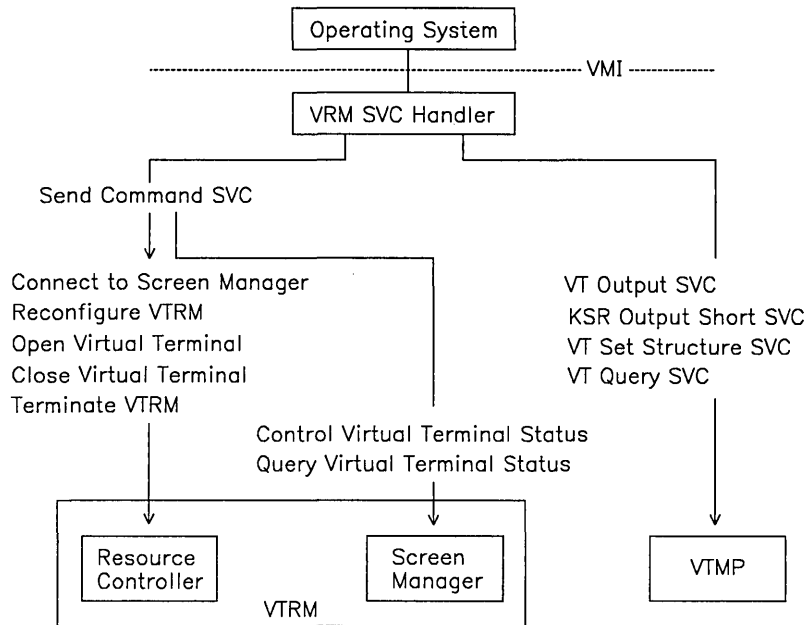 Operating System
VMI
VRM SVC Handler
Send Command SVC
Connect to Screen Manager
Reconfigure VTRM
Open Virtual Terminal
Close Virtual Terminal
Terminate VTRM
VT Output SVC
KSR Output Short SVC
VT Set Structure SVC
VT Query SVC
Control Virtual Terminal Status
Query Virtual Terminal Status
Resource
Controller
Screen
Manager
VTMP
VTRM